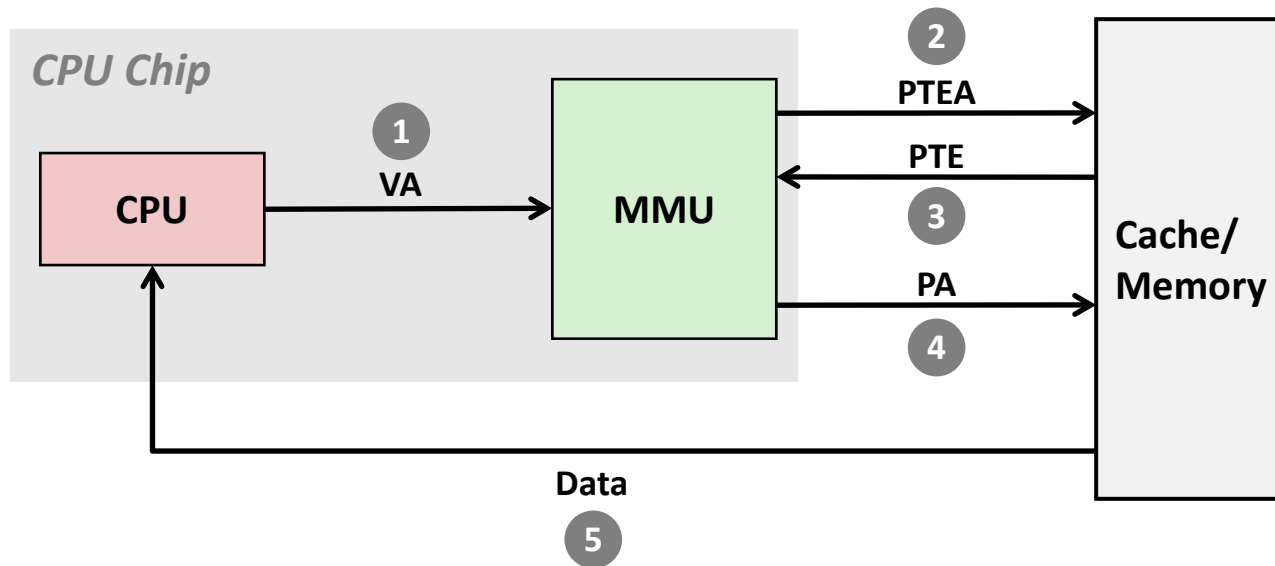 2
CPU Chip
PTEA
1
PTE
VA
CPU
MMU
3
Cache/
Memory
PA
4
Data
5